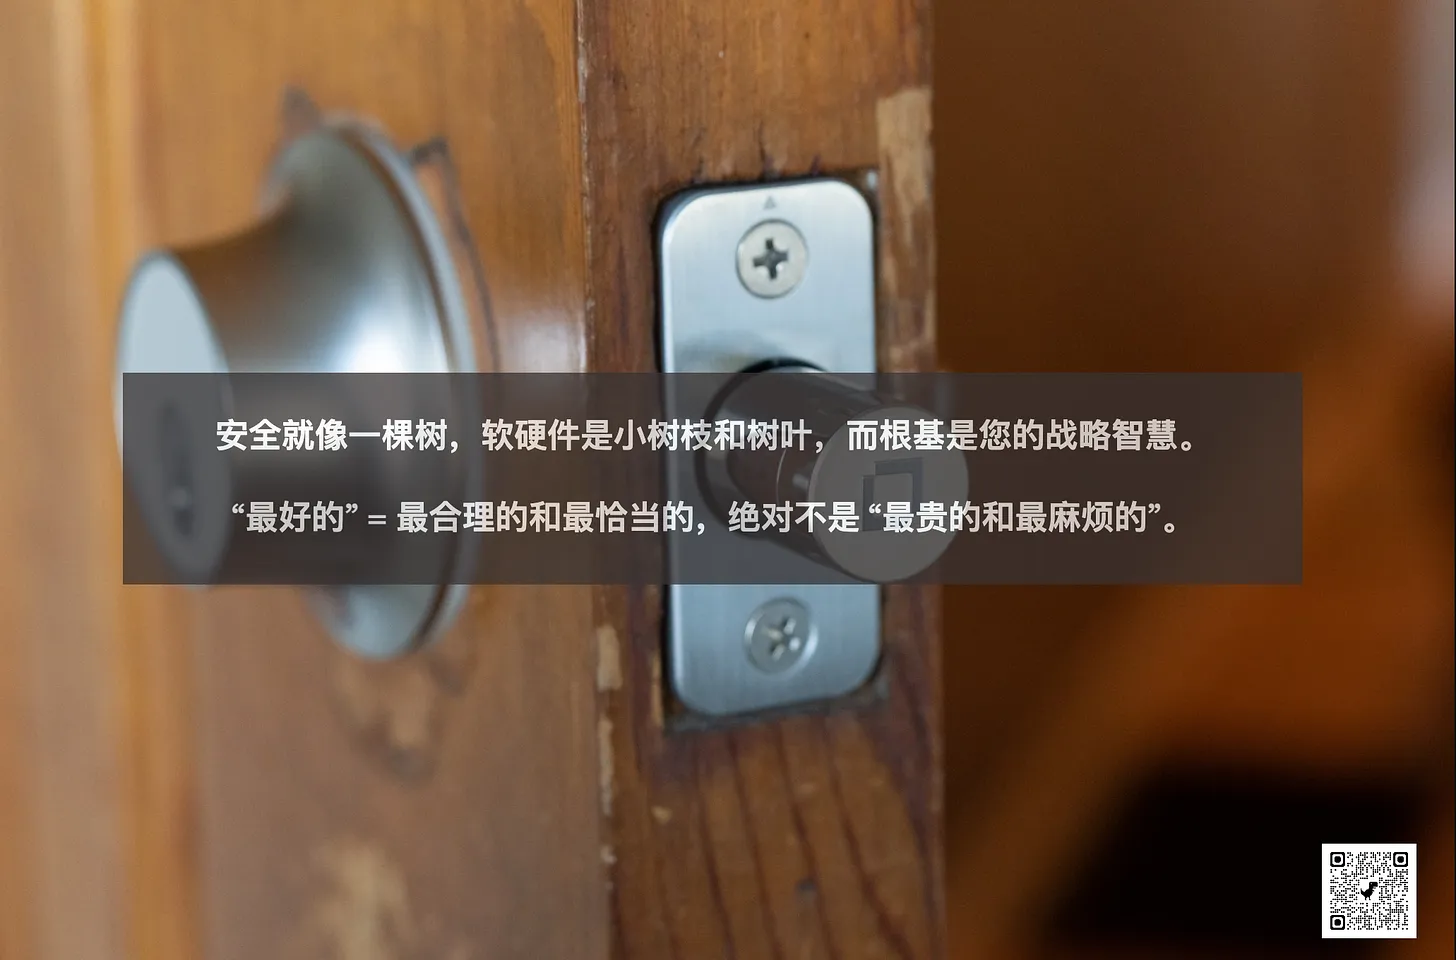 安全就像一棵树，软硬件是小树枝和树叶，而根基是您的战略智慧。
“最好的” = 最合理的和最恰当的，绝对不是 “最贵的和最麻烦的”。